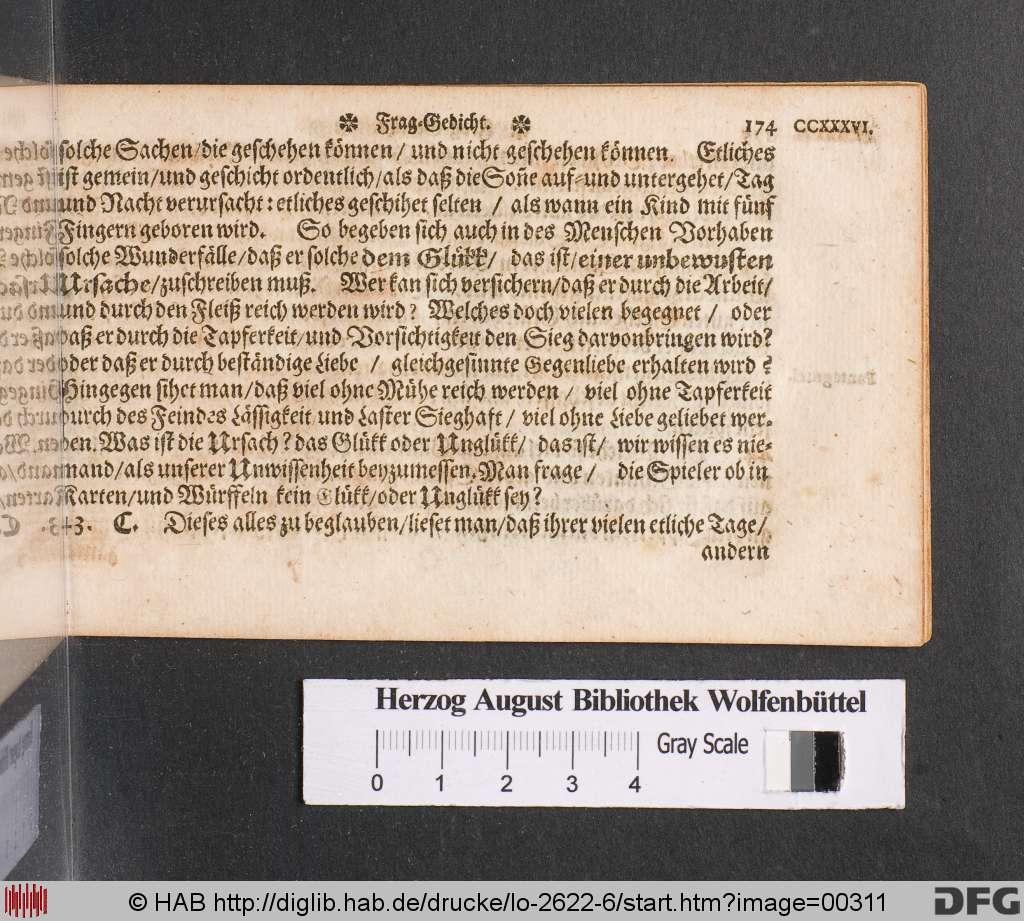 ✼ Frag-Gedicht. ✼ 174 CCXXXVI.
solche Sachen/die geschehen können/ und nicht geschehen können. Etliches
ist gemein/und geschicht ordentlich/als daß die Soñe auf- und untergehet/Tag
und Nacht verursacht: etliches geschihet selten / als wann ein Kind mit fünf
Fingern geboren wird. So begeben sich auch in des Menschen Vorhaben
solche Wunderfälle/daß er solche dem Glükk/ das ist/einer unbewusten
Ursache/zuschreiben muß. Wer kan sich versichern/daß er durch die Arbeit/
und durch den Fleiß reich werden wird? Welches doch vielen begegnet / oder
daß er durch die Tapferkeit/und Vorsichtigkeit den Sieg darvonbringen wird?
oder daß er durch beständige Liebe / gleichgesinnte Gegenliebe erhalten wird ?
Hingegen sihet man/daß viel ohne Mühe reich werden / viel ohne Tapferkeit
durch des Feindes Lässigkeit und Laster Sieghaft/ viel ohne Liebe geliebet wer-
den. Was ist die Ursach? das Glükk oder Unglükk/ das ist/ wir wissen es nie-
mand/als unserer Unwissenheit beyzumessen. Man frage / die Spieler ob in
Karten/und Würffeln kein Glükk/oder Unglükk sey?
343. C. Dieses alles zu beglauben/lieset man/daß ihrer vielen etliche Tage/
andern
Herzog August Bibliothek Wolfenbüttel
Gray Scale
0 1 2 3 4
© HAB http://diglib.hab.de/drucke/lo-2622-6/start.htm?image=00311
DFG